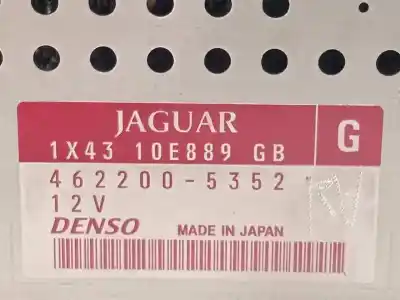 JAGUAR
1X43 10E889 GB
G
462200-5352
12V
DENSO MADE IN JAPAN